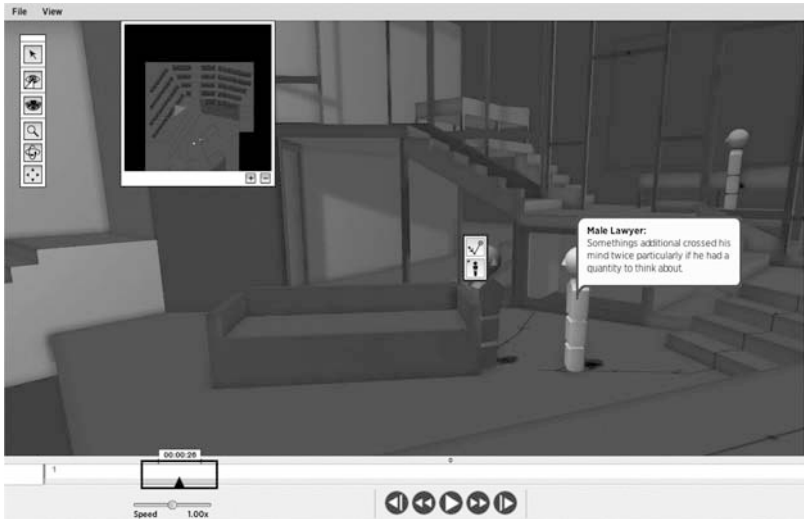 File View
Male Lawyer:
Somethings additional crossed his
mind twice particularly if he had a
quantity to think about.
00:00:26
1
Speed 1.00x